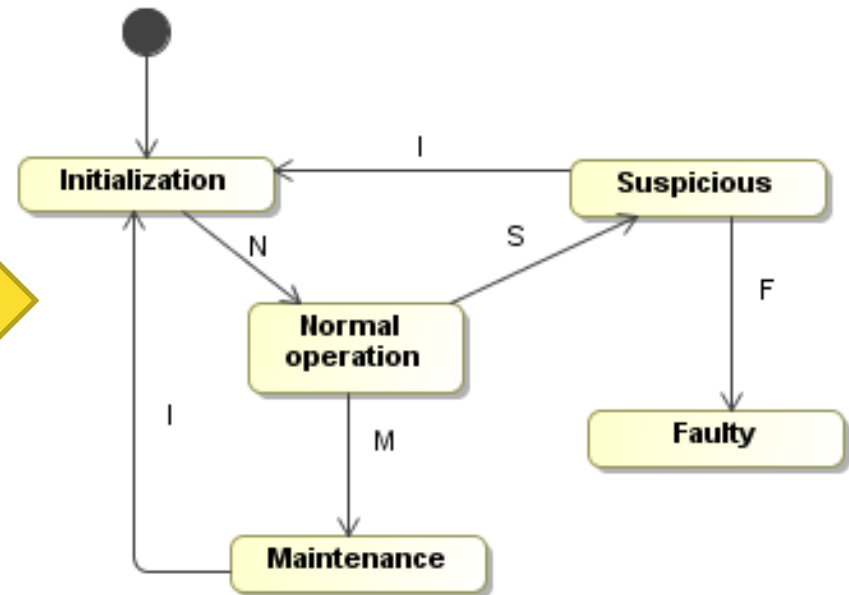 I
Initialization
Suspicious
N
S
F
Normal
operation
I
M
Faulty
Maintenance